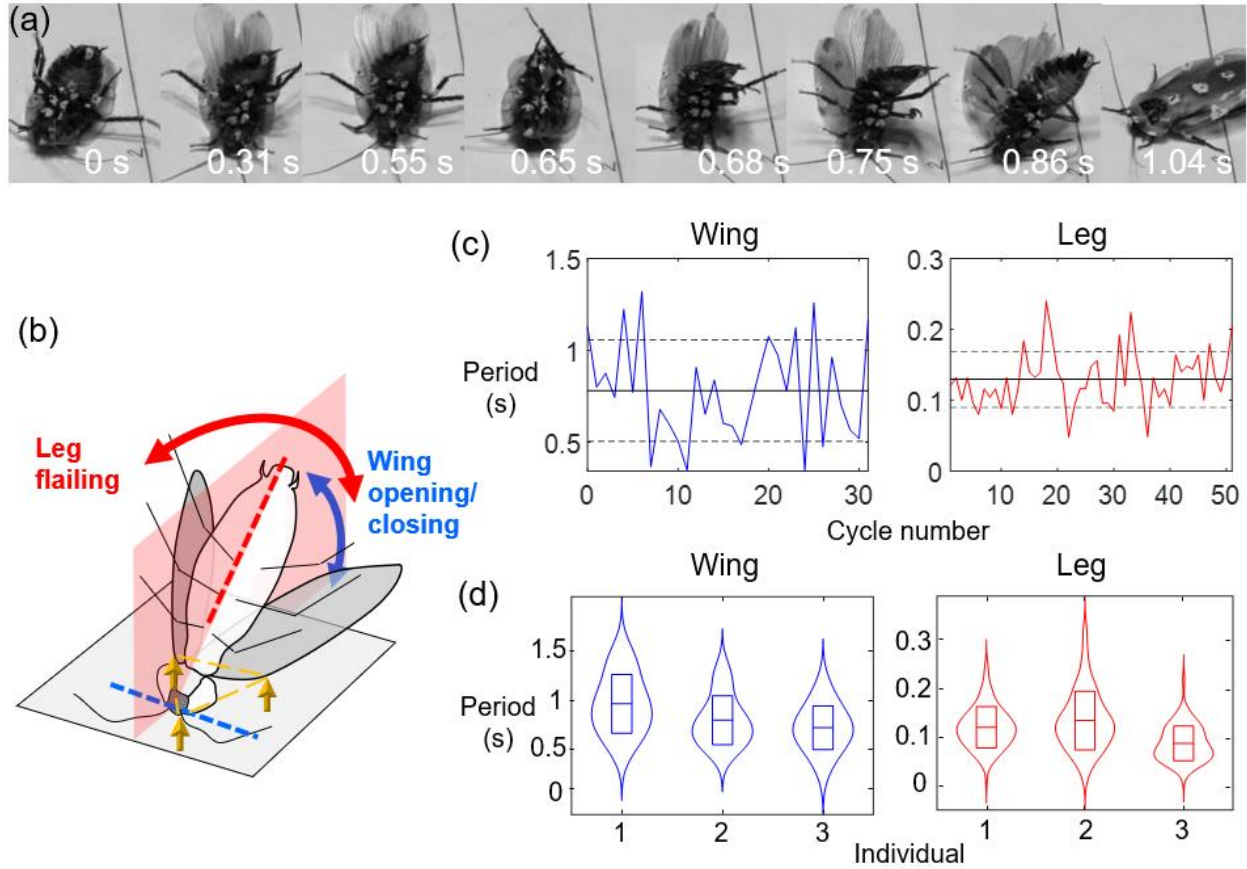 (a)
0 s
0.31 s
0.55 s
0.65 s
0.68 s
0.75 s
0.86 s
1.04 s
(b)
Leg
flailing
Wing
opening/
closing
(c)
Wing
Leg
Period
(s)
1.5
1
0.5
0
10
20
30
0.3
0.2
0.1
0
10
20
30
40
50
Cycle number
(d)
Wing
Leg
Period
(s)
1.5
1
0.5
0
1
2
3
0.3
0.2
0.1
0
1
2
3
Individual